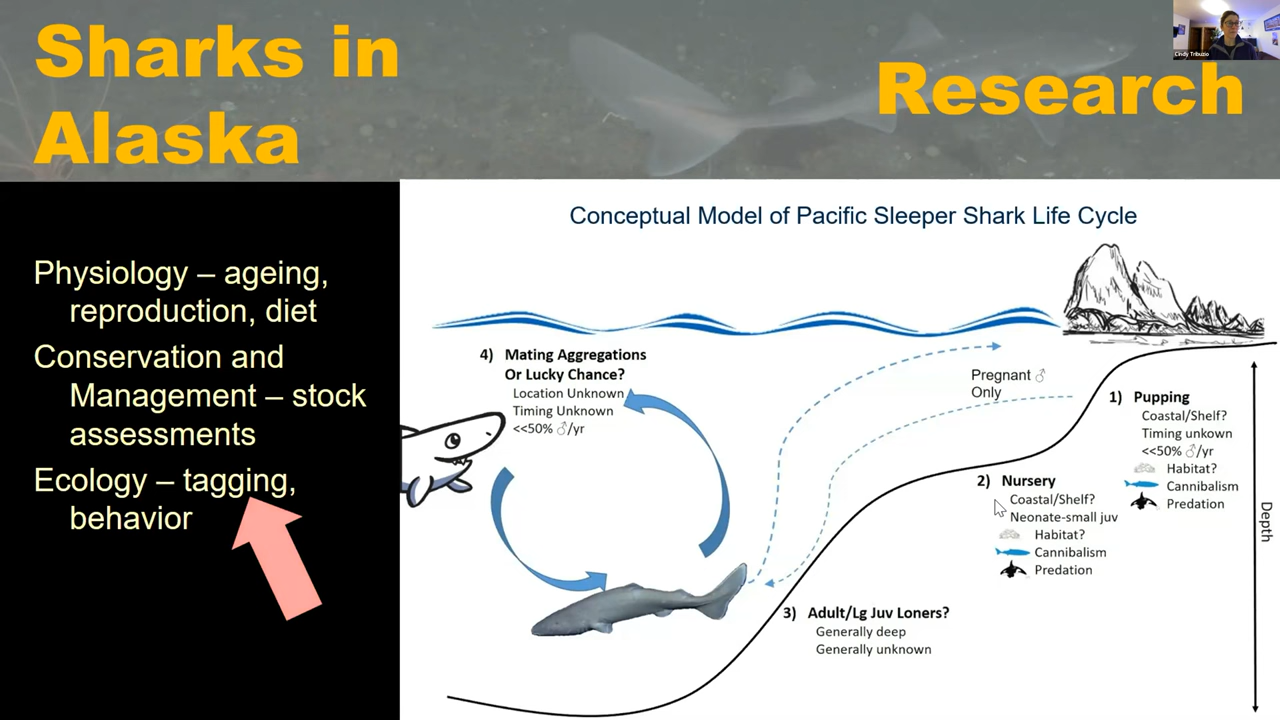 Sharks in
Alaska
Research
Cindy Tribuzio
Physiology – ageing,
reproduction, diet
Conservation and
Management – stock
assessments
Ecology – tagging,
behavior
Conceptual Model of Pacific Sleeper Shark Life Cycle
4) Mating Aggregations
Or Lucky Chance?
Location Unknown
Timing Unknown
<<50% ♂/yr
Pregnant ♂
Only
1) Pupping
Coastal/Shelf?
Timing unkown
<<50% ♂/yr
Habitat?
Cannibalism
Predation
2) Nursery
Coastal/Shelf?
Neonate-small juv
Habitat?
Cannibalism
Predation
3) Adult/Lg Juv Loners?
Generally deep
Generally unknown
Depth